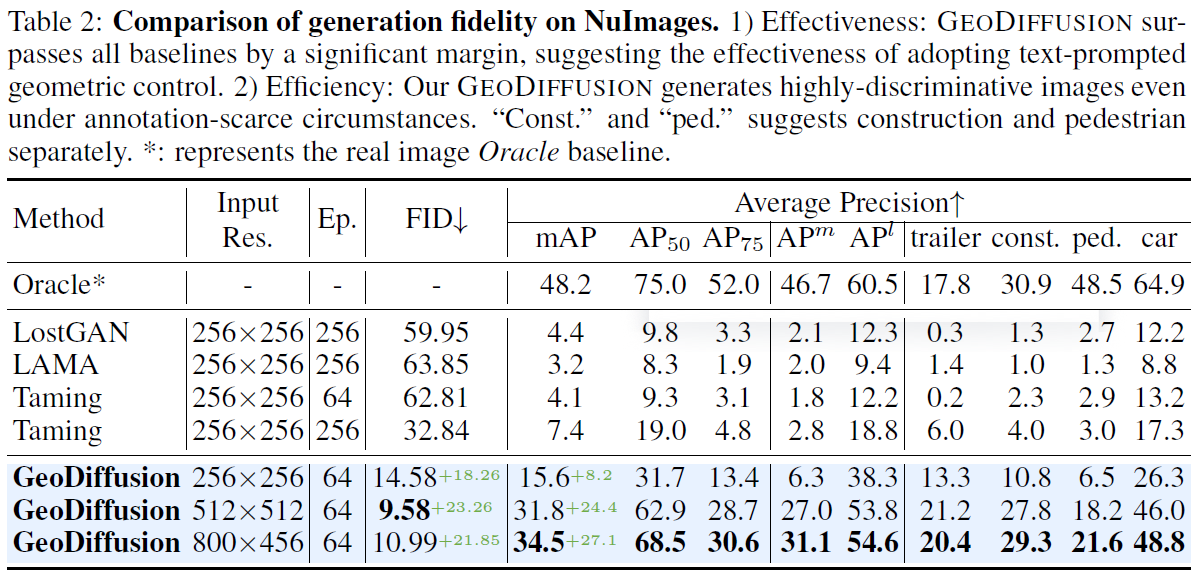 Table 2: Comparison of generation fidelity on NuImages. 1) Effectiveness: GEODIFFUSION sur-
passes all baselines by a significant margin, suggesting the effectiveness of adopting text-prompted
geometric control. 2) Efficiency: Our GEODIFFUSION generates highly-discriminative images even
under annotation-scarce circumstances. “Const.” and “ped.” suggests construction and pedestrian
separately. *: represents the real image Oracle baseline.
Method Input Res. Ep. FID↓ Average Precision↑
mAP AP50 AP75 APm APl trailer const. ped. car
Oracle* - - - 48.2 75.0 52.0 46.7 60.5 17.8 30.9 48.5 64.9
LostGAN 256×256 256 59.95 4.4 9.8 3.3 2.1 12.3 0.3 1.3 2.7 12.2
LAMA 256×256 256 63.85 3.2 8.3 1.9 2.0 9.4 1.4 1.0 1.3 8.8
Taming 256×256 64 62.81 4.1 9.3 3.1 1.8 12.2 0.2 2.3 2.9 13.2
Taming 256×256 256 32.84 7.4 19.0 4.8 2.8 18.8 6.0 4.0 3.0 17.3
GeoDiffusion 256×256 64 14.58+18.26 15.6+8.2 31.7 13.4 6.3 38.3 13.3 10.8 6.5 26.3
GeoDiffusion 512×512 64 9.58+23.26 31.8+24.4 62.9 28.7 27.0 53.8 21.2 27.8 18.2 46.0
GeoDiffusion 800×456 64 10.99+21.85 34.5+27.1 68.5 30.6 31.1 54.6 20.4 29.3 21.6 48.8